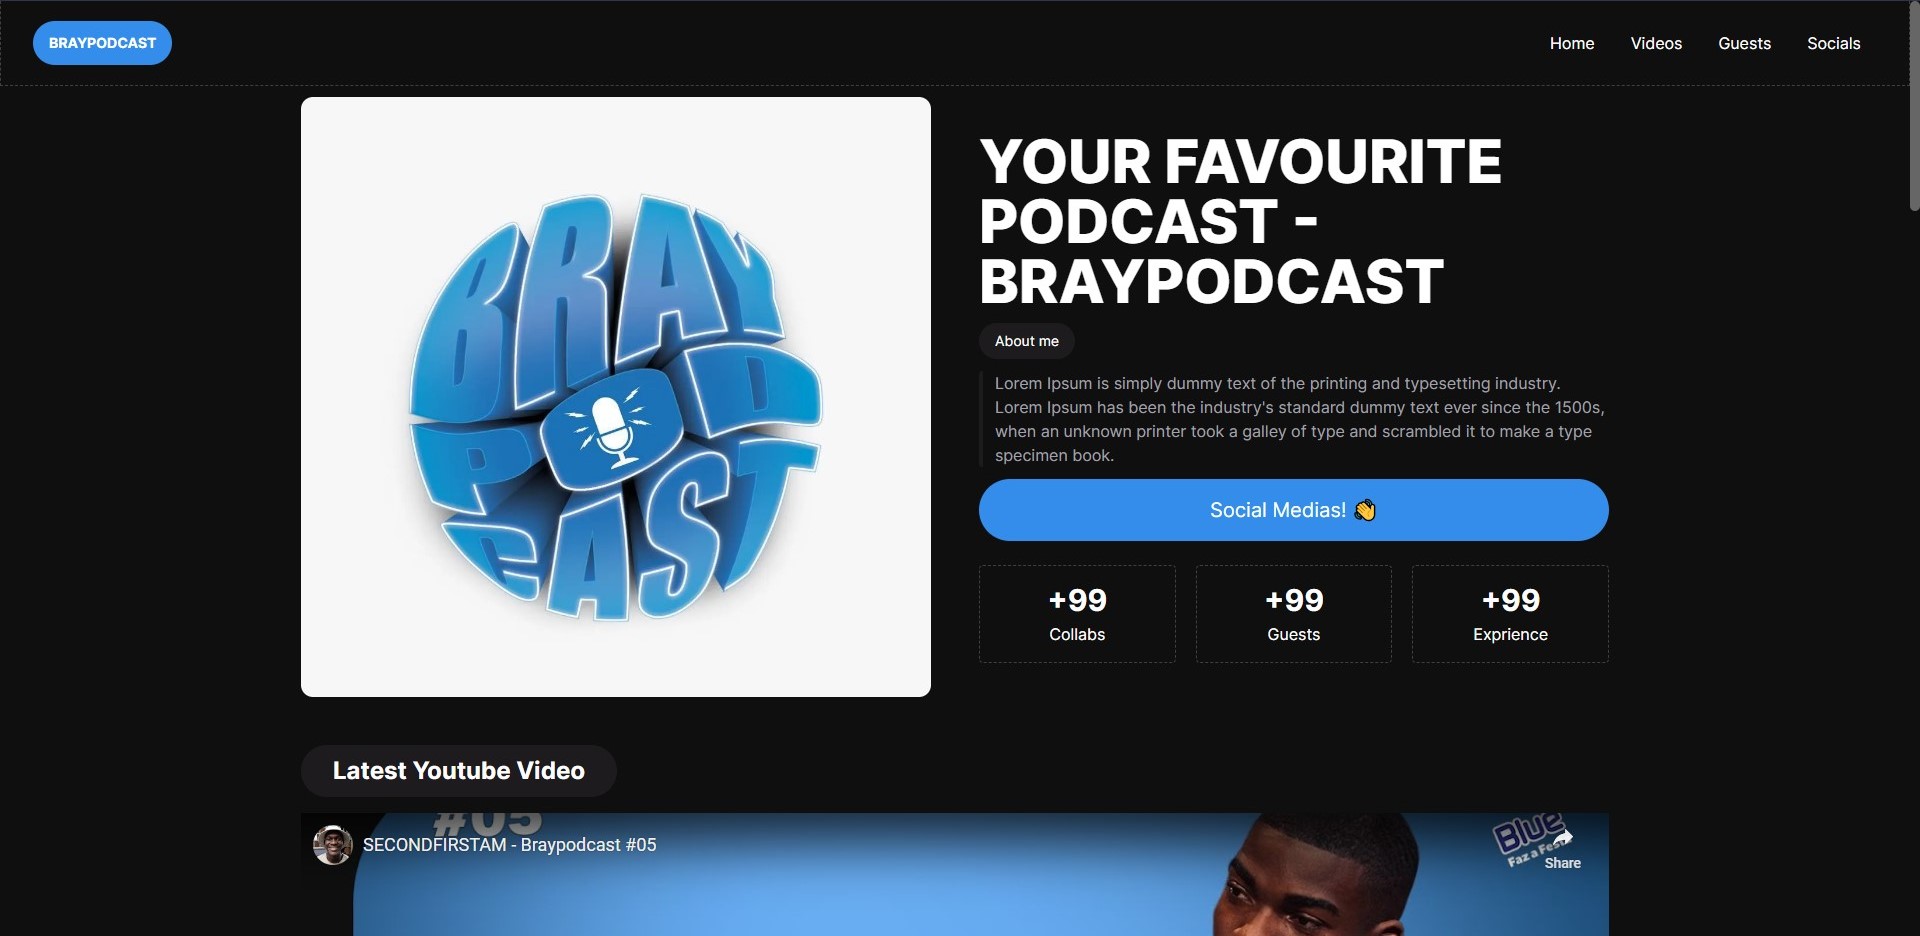 BRAYPODCAST
Home Videos Guests Socials
BRAY
POD
CAST
YOUR FAVOURITE
PODCAST -
BRAYPODCAST
About me
Lorem Ipsum is simply dummy text of the printing and typesetting industry.
Lorem Ipsum has been the industry's standard dummy text ever since the 1500s,
when an unknown printer took a galley of type and scrambled it to make a type
specimen book.
Social Medias! 👋
+99 +99 +99
Collabs Guests Exprience
Latest Youtube Video
#05
SECONDFIRSTAM - Braypodcast #05
Blue
Faz a Festa
Share